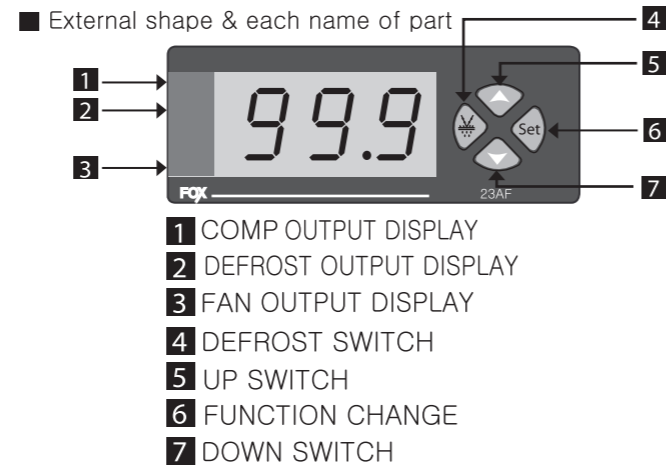 ■ External shape & each name of part
4
5
1
2
99.9
Set
6
3
FOX
23AF
7
1 COMP OUTPUT DISPLAY
2 DEFROST OUTPUT DISPLAY
3 FAN OUTPUT DISPLAY
4 DEFROST SWITCH
5 UP SWITCH
6 FUNCTION CHANGE
7 DOWN SWITCH